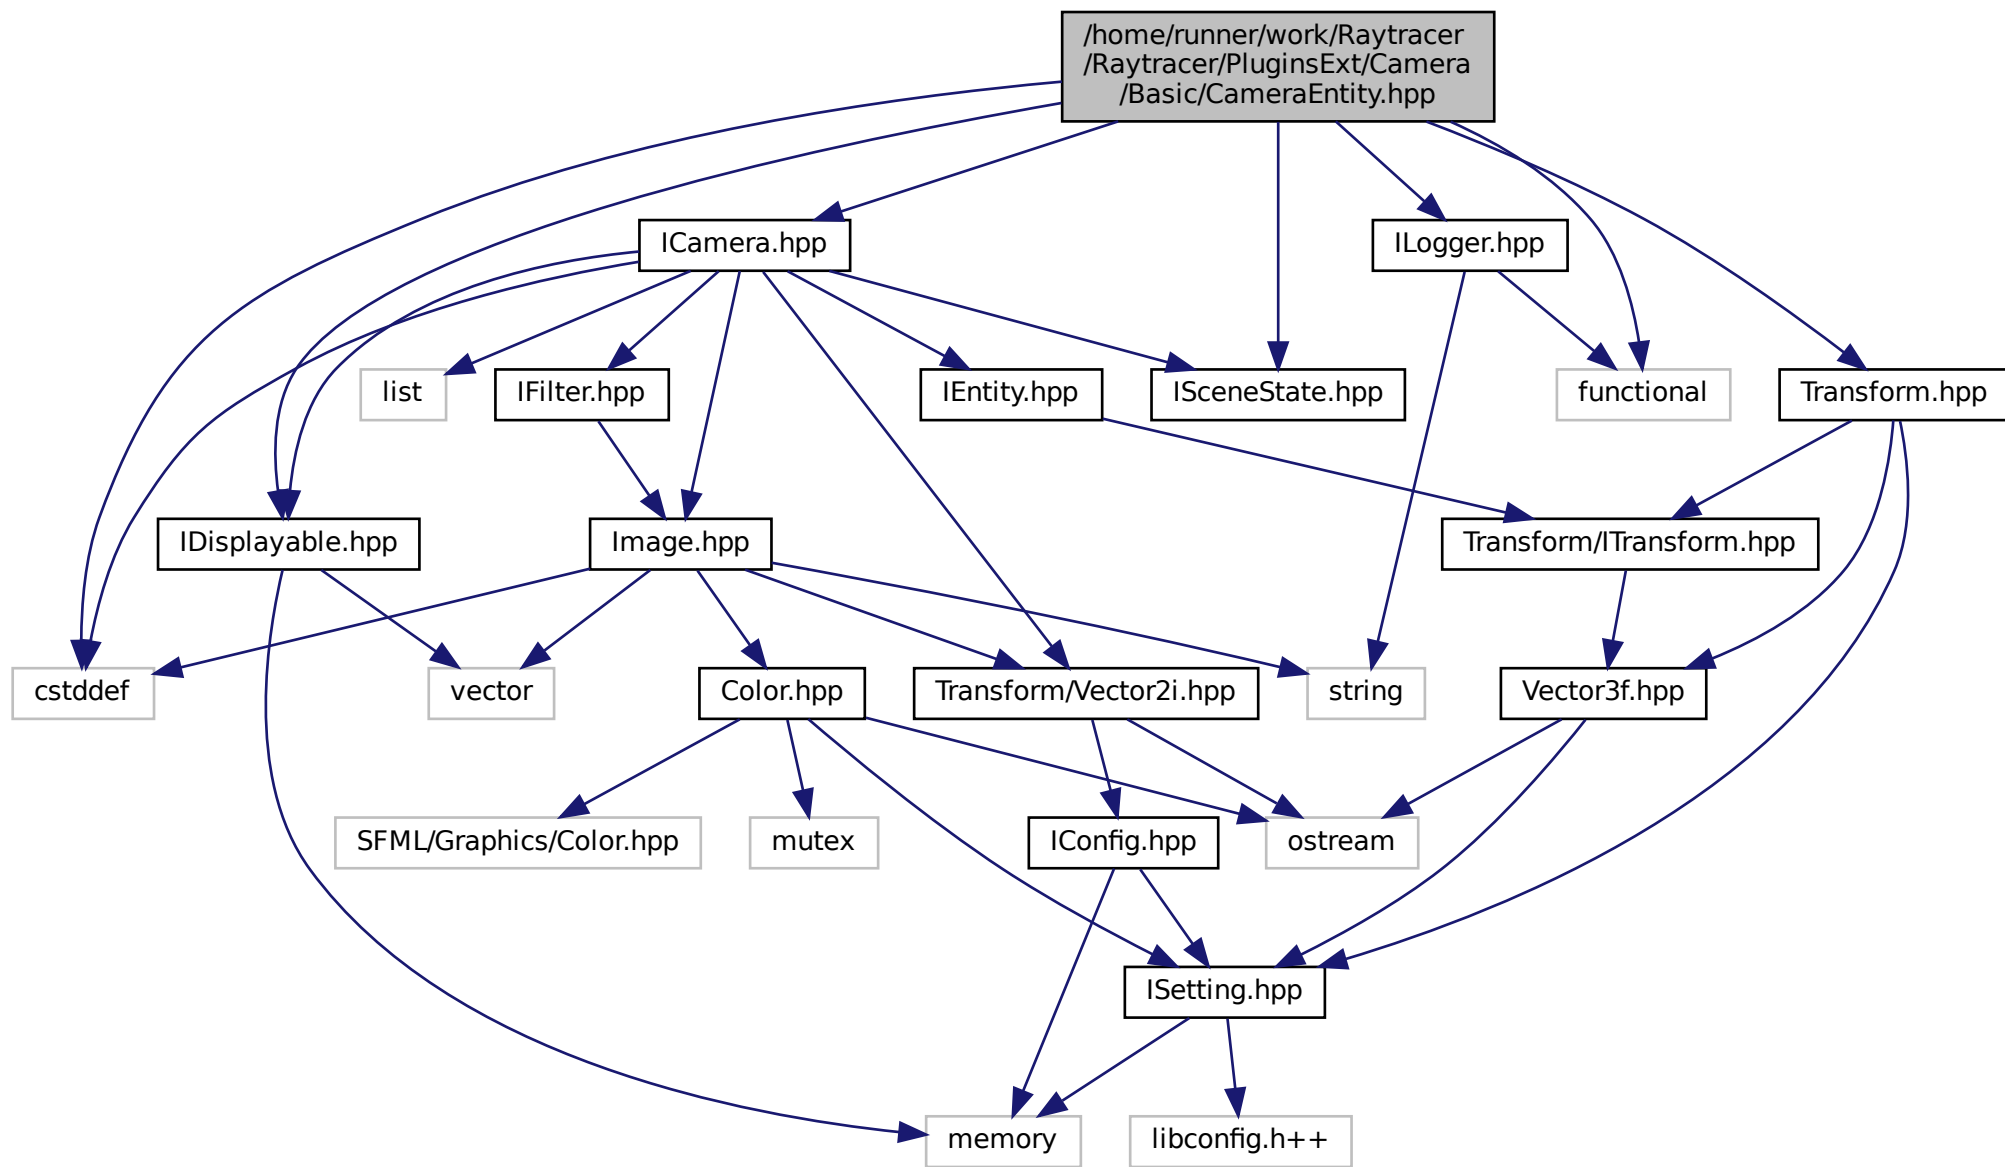 /home/runner/work/Raytracer
/Raytracer/PluginsExt/Camera
/Basic/CameraEntity.hpp
ICamera.hpp
ILogger.hpp
list
IFilter.hpp
IEntity.hpp
ISceneState.hpp
functional
Transform.hpp
IDisplayable.hpp
Image.hpp
Transform/ITransform.hpp
cstddef
vector
Color.hpp
Transform/Vector2i.hpp
string
Vector3f.hpp
SFML/Graphics/Color.hpp
mutex
IConfig.hpp
ostream
ISetting.hpp
memory
libconfig.h++